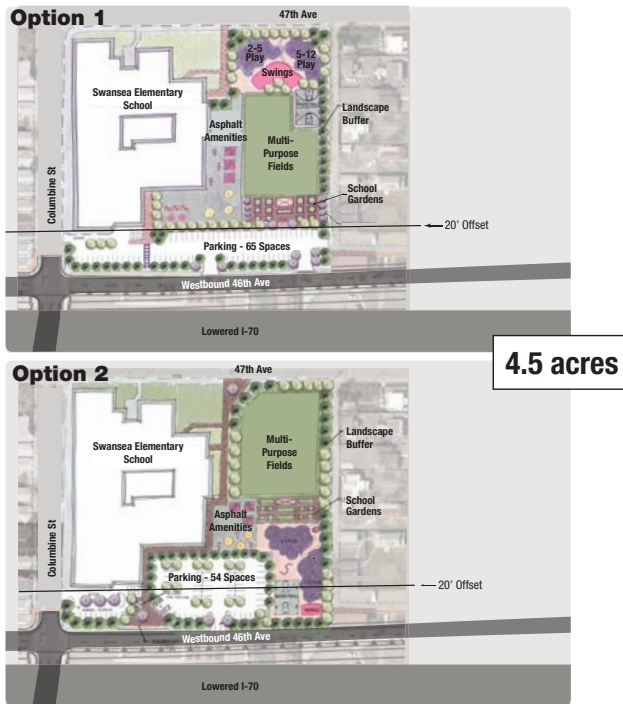 Option 1
47th Ave
2-5
Play
5-12
Play
Swings
Swansea Elementary
School
Asphalt
Amenities
Multi-
Purpose
Fields
Landscape
Buffer
School
Gardens
Columbine St
20' Offset
Parking - 65 Spaces
Westbound 46th Ave
Lowered I-70
4.5 acres
Option 2
47th Ave
Swansea Elementary
School
Multi-
Purpose
Fields
Landscape
Buffer
School
Gardens
Asphalt
Amenities
Columbine St
Parking - 54 Spaces
20' Offset
Westbound 46th Ave
Lowered I-70